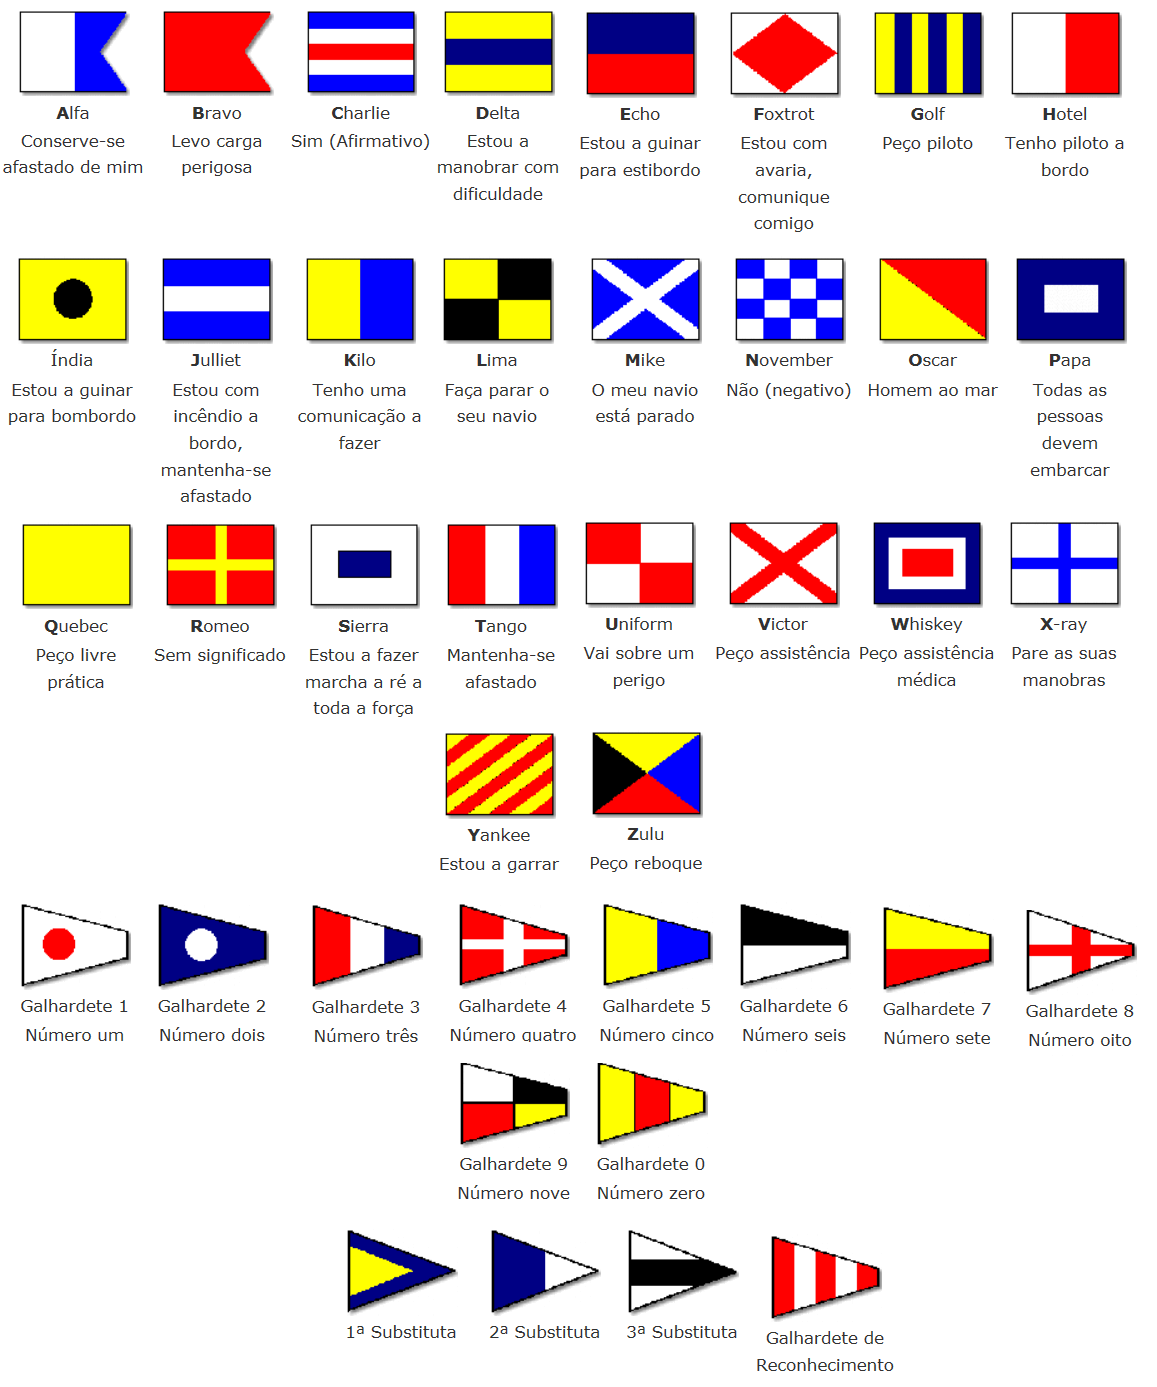 Alfa
Conserve-se
afastado de mim
Bravo
Levo carga
perigosa
Charlie
Sim (Afirmativo)
Delta
Estou a
manobrar com
dificuldade
Echo
Estou a guinar
para estibordo
Foxtrot
Estou com
avaria,
comunique
comigo
Golf
Peço piloto
Hotel
Tenho piloto a
bordo
Índia
Estou a guinar
para bombordo
Julliet
Estou com
incêndio a
bordo,
mantenha-se
afastado
Kilo
Tenho uma
comunicação a
fazer
Lima
Faça parar o
seu navio
Mike
O meu navio
está parado
November
Não (negativo)
Oscar
Homem ao mar
Papa
Todas as
pessoas
devem
embarcar
Quebec
Peço livre
prática
Romeo
Sem significado
Sierra
Estou a fazer
marcha a ré a
toda a força
Tango
Mantenha-se
afastado
Uniform
Vai sobre um
perigo
Victor
Peço assistência
Whiskey
Peço assistência
médica
X-ray
Pare as suas
manobras
Yankee
Estou a garrar
Zulu
Peço reboque
Galhardete 1
Número um
Galhardete 2
Número dois
Galhardete 3
Número três
Galhardete 4
Número quatro
Galhardete 5
Número cinco
Galhardete 6
Número seis
Galhardete 7
Número sete
Galhardete 8
Número oito
Galhardete 9
Número nove
Galhardete 0
Número zero
1ª Substituta
2ª Substituta
3ª Substituta
Galhardete de
Reconhecimento